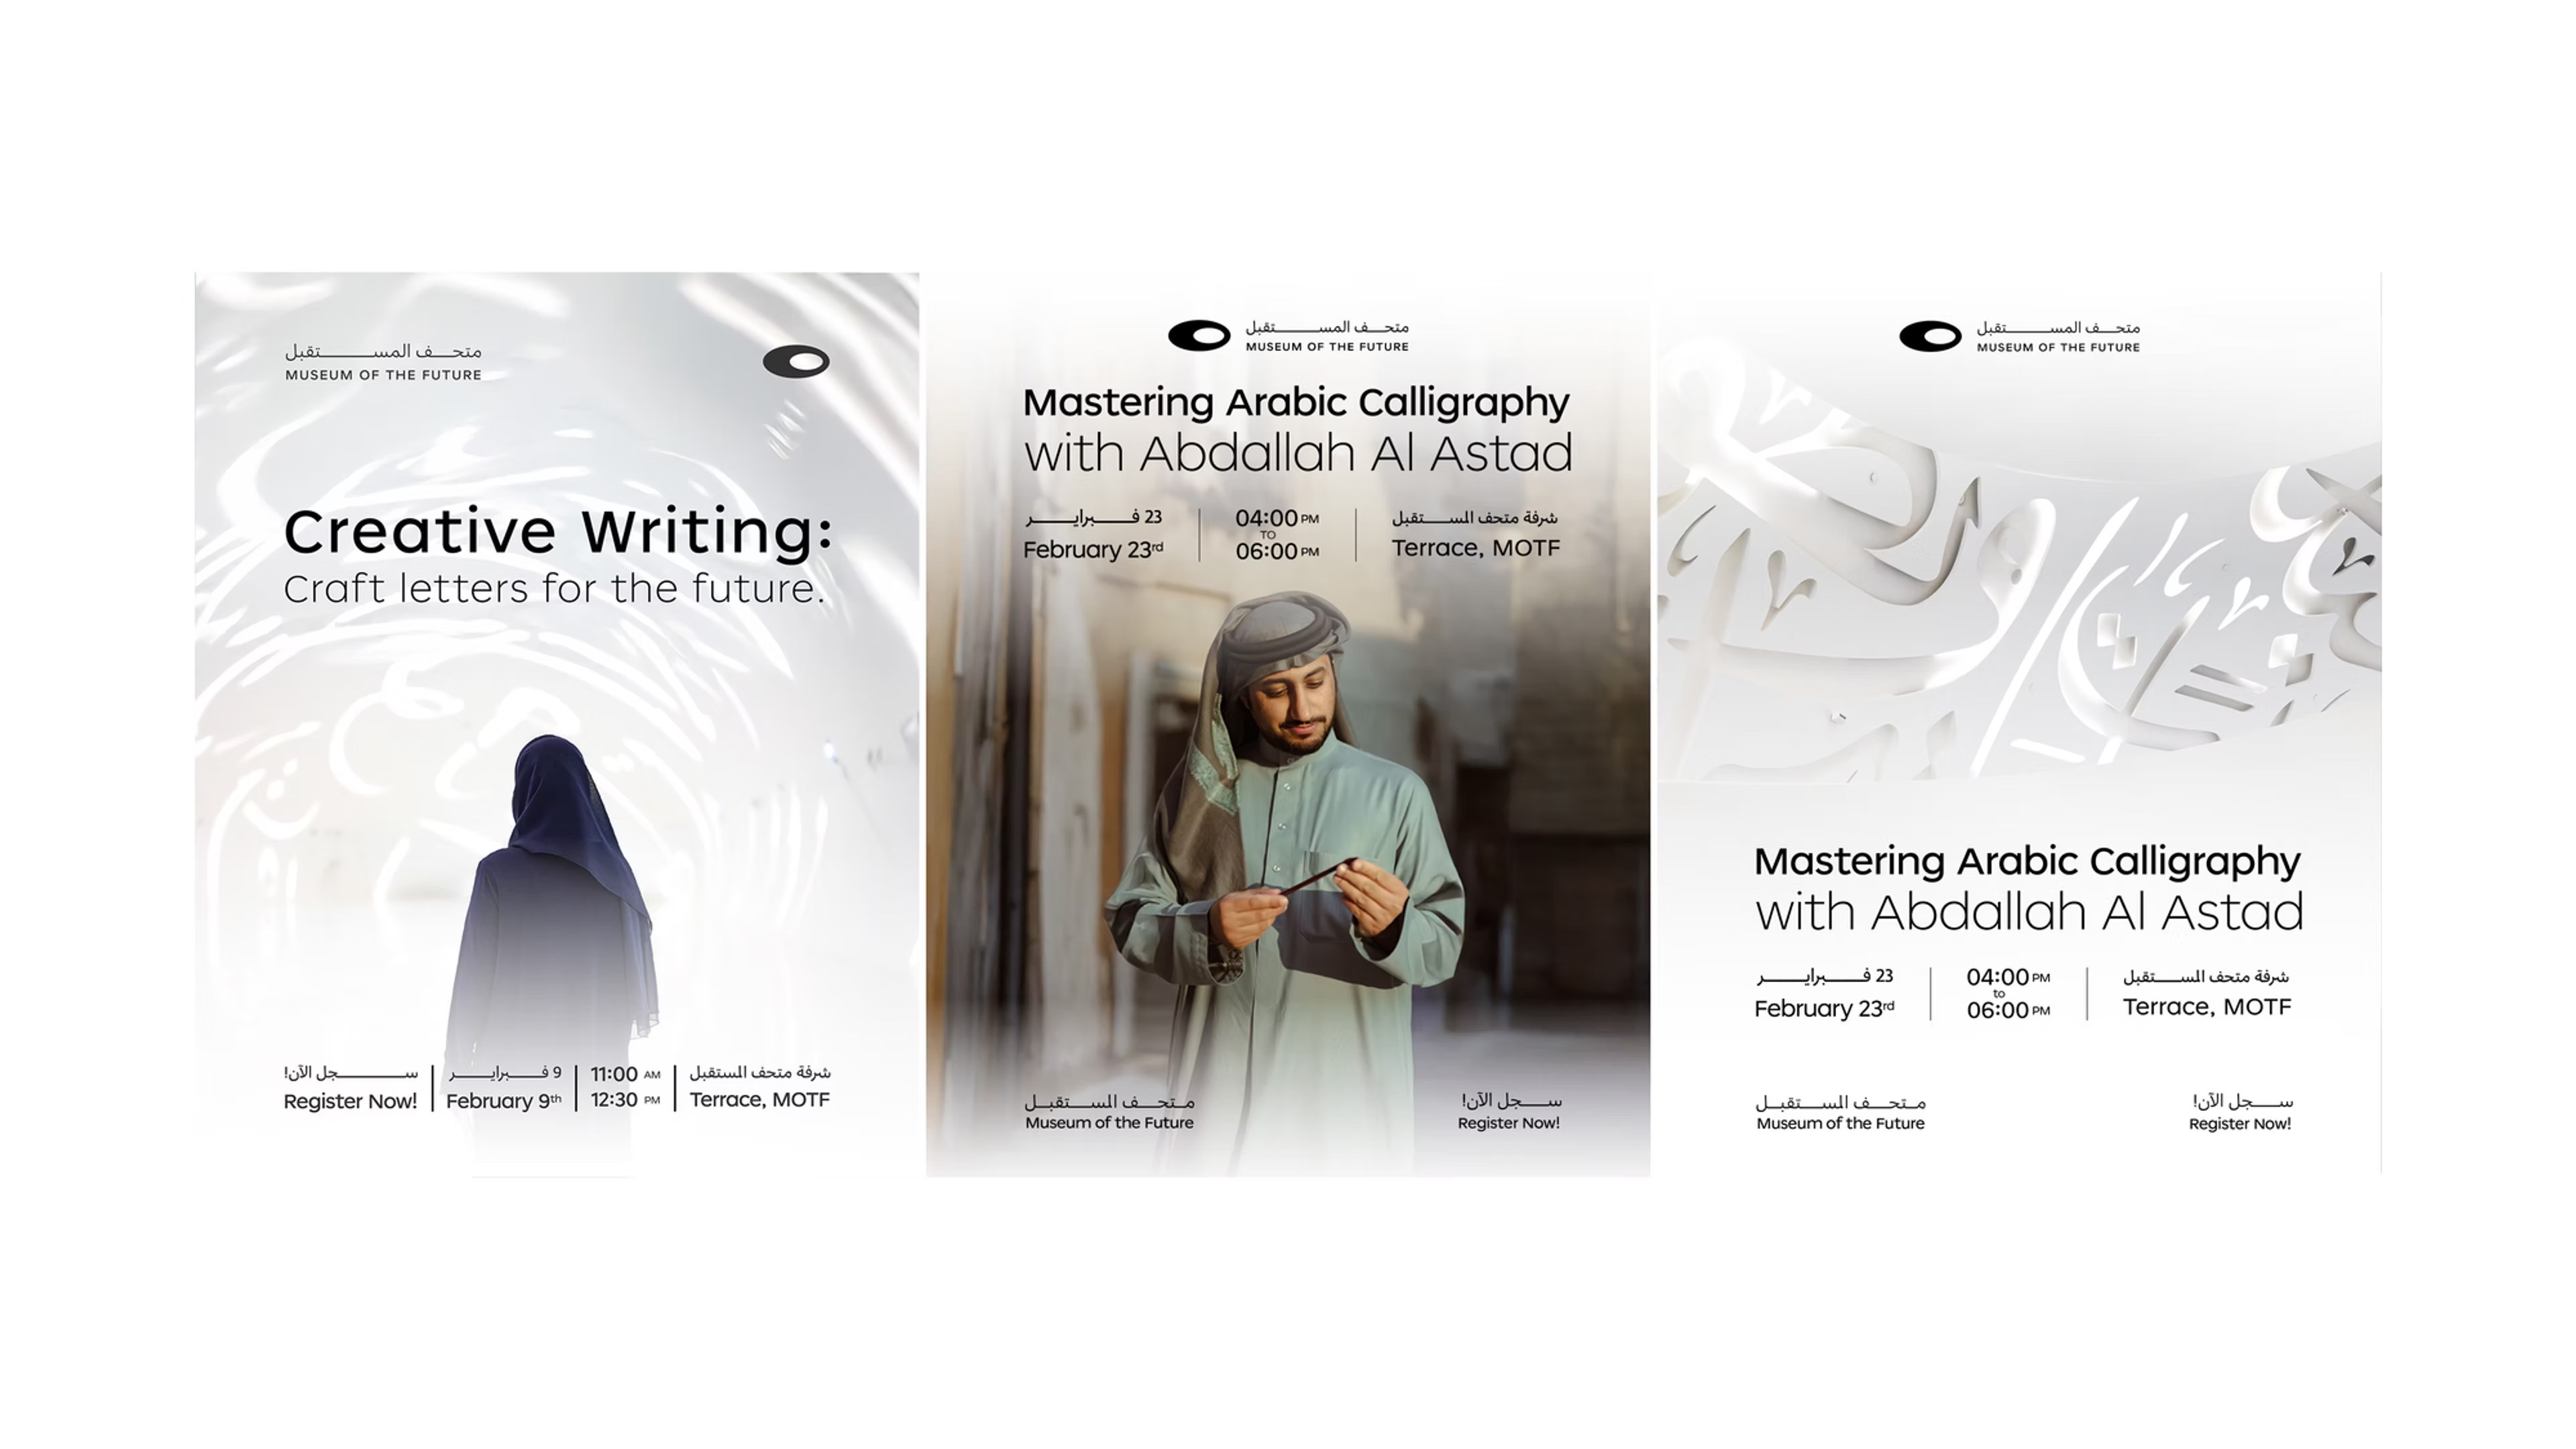 متحف المستقبل
MUSEUM OF THE FUTURE
Creative Writing:
Craft letters for the future.
سجل الآن!
Register Now!
9 فبراير
February 9th
11:00 AM
12:30 PM
شرفة متحف المستقبل
Terrace, MOTF
متحف المستقبل
MUSEUM OF THE FUTURE
Mastering Arabic Calligraphy
with Abdallah Al Astad
23 فبراير
February 23rd
04:00 PM
TO
06:00 PM
شرفة متحف المستقبل
Terrace, MOTF
متحف المستقبل
Museum of the Future
سجل الآن!
Register Now!
متحف المستقبل
MUSEUM OF THE FUTURE
Mastering Arabic Calligraphy
with Abdallah Al Astad
23 فبراير
February 23rd
04:00 PM
to
06:00 PM
شرفة متحف المستقبل
Terrace, MOTF
متحف المستقبل
Museum of the Future
سجل الآن!
Register Now!